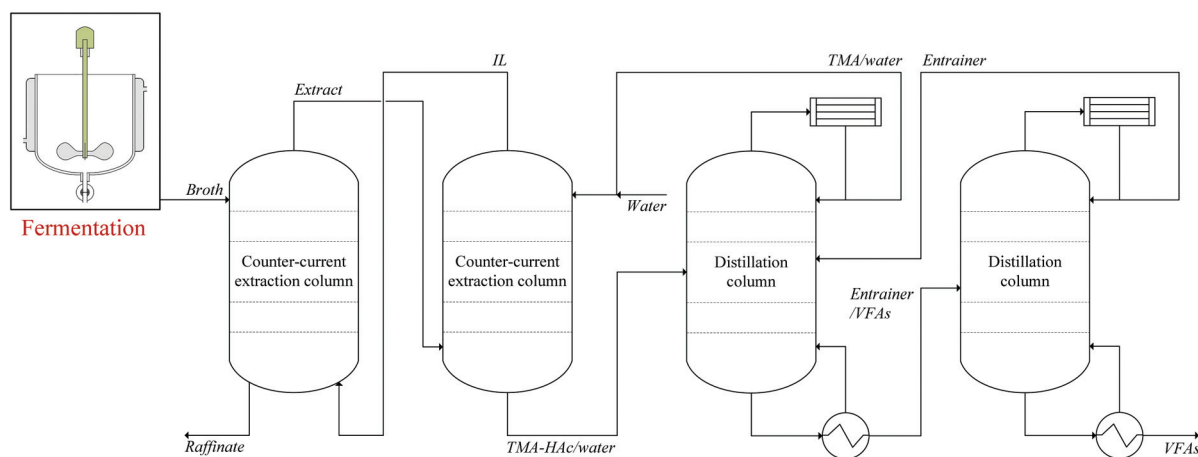 IL
TMA/water
Entrainer
Extract
Broth
Water
Fermentation
Counter-current
extraction column
Counter-current
extraction column
Distillation
column
Distillation
column
Entrainer
/VFAs
Raffinate
TMA-HAc/water
VFAs